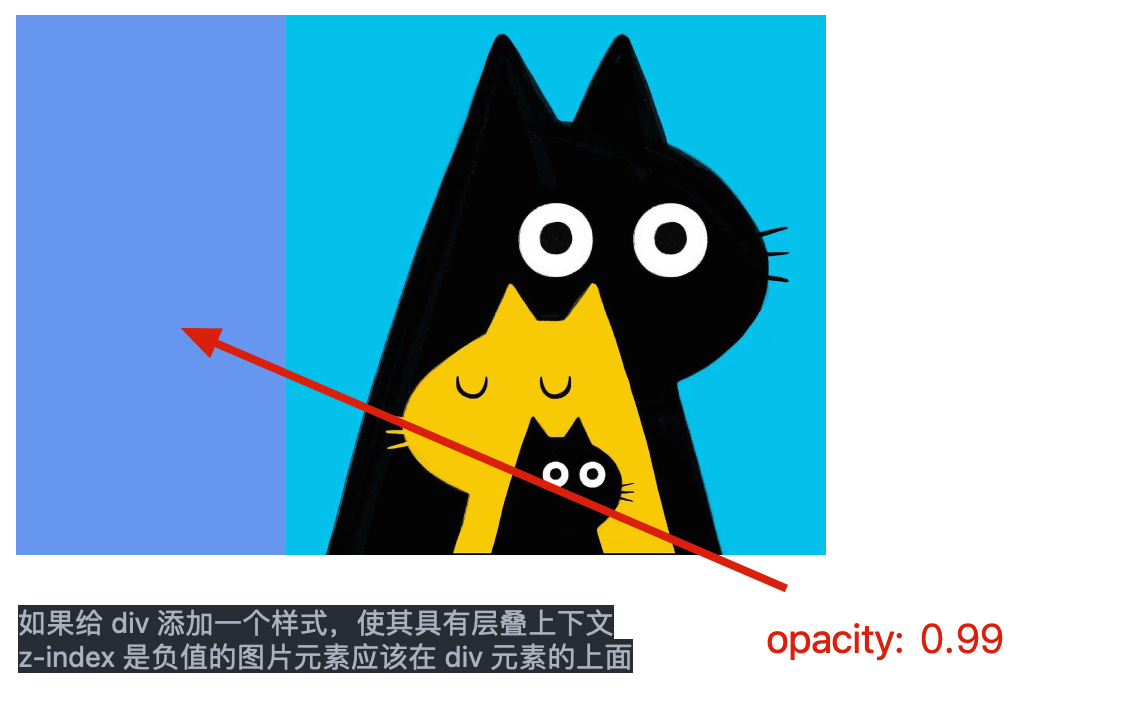 如果给 div 添加一个样式，使其具有层叠上下文
z-index 是负值的图片元素应该在 div 元素的上面
opacity: 0.99